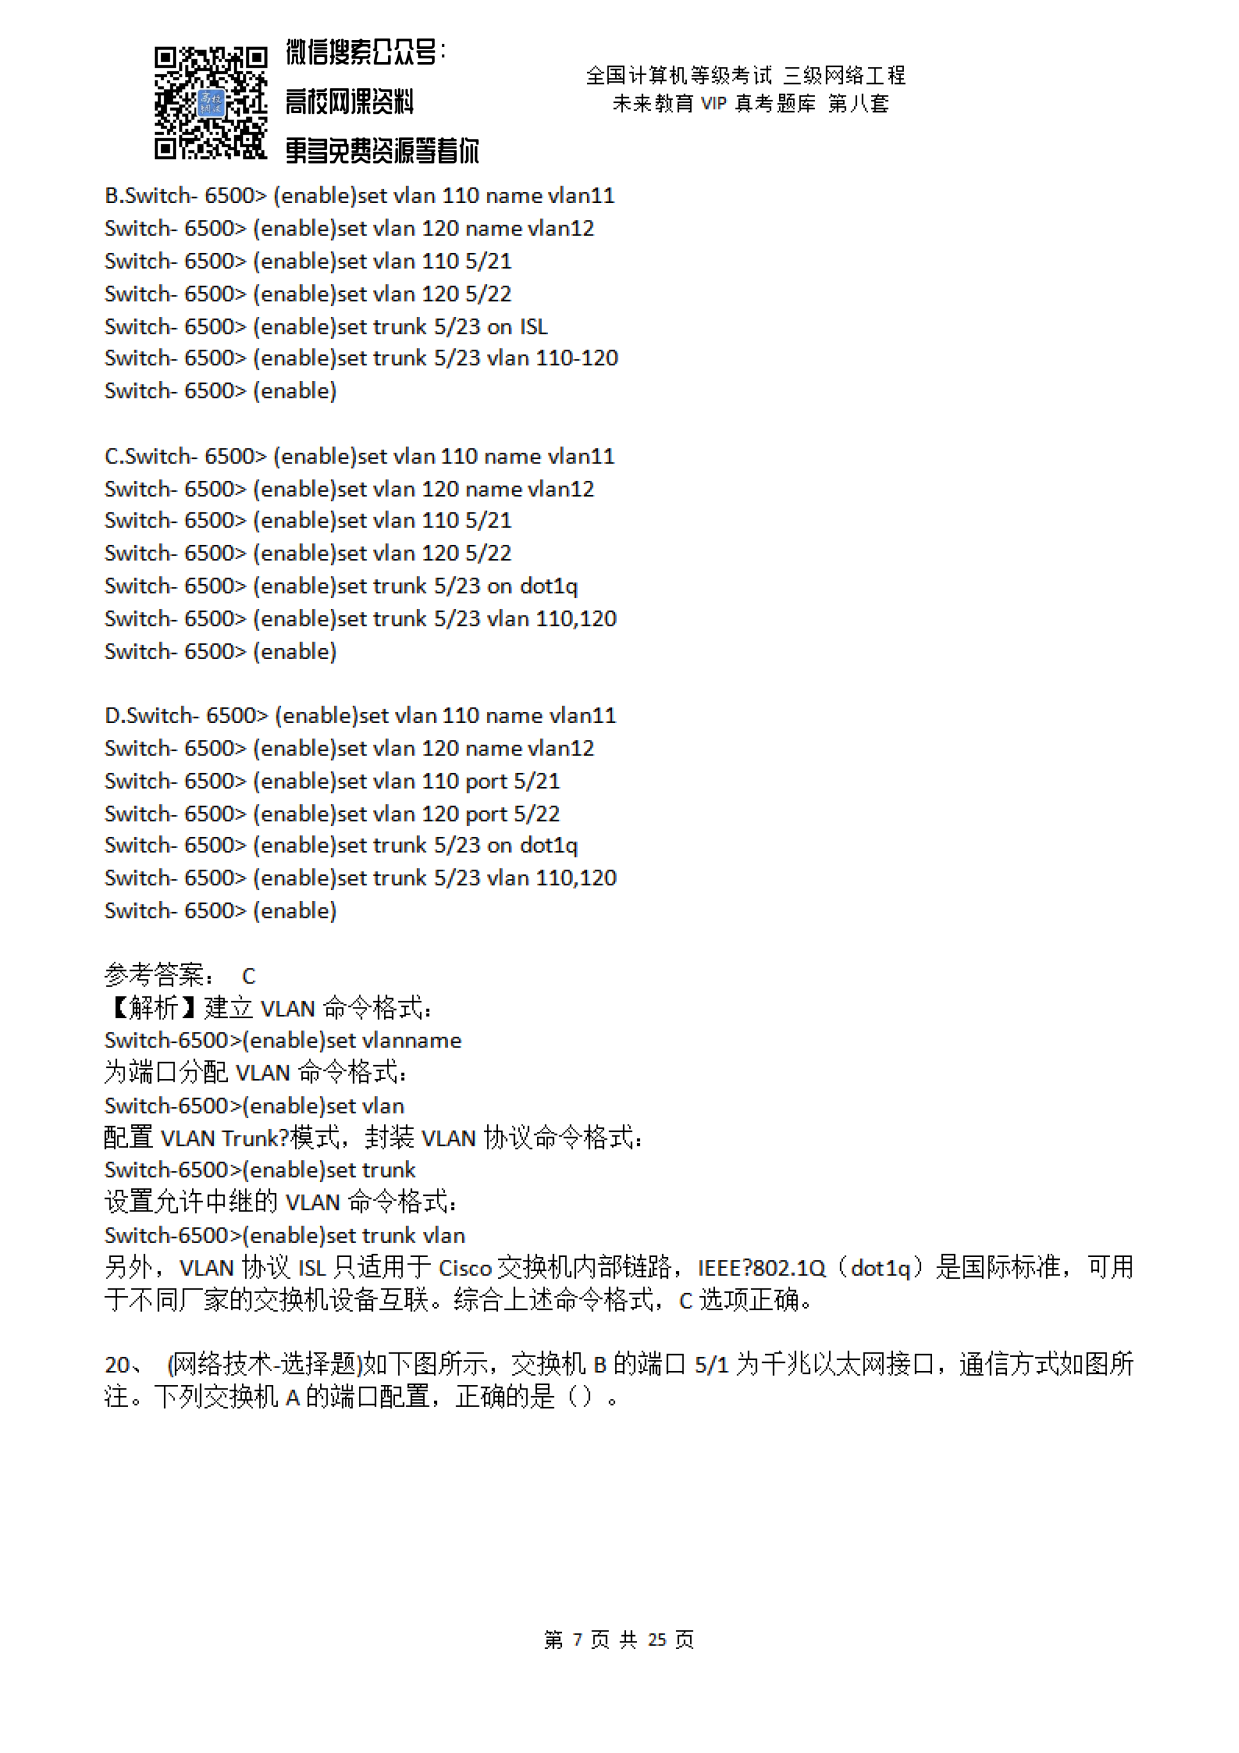 微信搜索公众号：
高校网课资料
更多免费资源等着你
全国计算机等级考试 三级网络工程
未来教育 VIP 真考题库 第八套
高校
网课
B.Switch- 6500> (enable)set vlan 110 name vlan11
Switch- 6500> (enable)set vlan 120 name vlan12
Switch- 6500> (enable)set vlan 110 5/21
Switch- 6500> (enable)set vlan 120 5/22
Switch- 6500> (enable)set trunk 5/23 on ISL
Switch- 6500> (enable)set trunk 5/23 vlan 110-120
Switch- 6500> (enable)
C.Switch- 6500> (enable)set vlan 110 name vlan11
Switch- 6500> (enable)set vlan 120 name vlan12
Switch- 6500> (enable)set vlan 110 5/21
Switch- 6500> (enable)set vlan 120 5/22
Switch- 6500> (enable)set trunk 5/23 on dot1q
Switch- 6500> (enable)set trunk 5/23 vlan 110,120
Switch- 6500> (enable)
D.Switch- 6500> (enable)set vlan 110 name vlan11
Switch- 6500> (enable)set vlan 120 name vlan12
Switch- 6500> (enable)set vlan 110 port 5/21
Switch- 6500> (enable)set vlan 120 port 5/22
Switch- 6500> (enable)set trunk 5/23 on dot1q
Switch- 6500> (enable)set trunk 5/23 vlan 110,120
Switch- 6500> (enable)
参考答案： C
【解析】建立 VLAN 命令格式：
Switch-6500>(enable)set vlanname
为端口分配 VLAN 命令格式：
Switch-6500>(enable)set vlan
配置 VLAN Trunk?模式，封装 VLAN 协议命令格式：
Switch-6500>(enable)set trunk
设置允许中继的 VLAN 命令格式：
Switch-6500>(enable)set trunk vlan
另外，VLAN 协议 ISL 只适用于 Cisco 交换机内部链路，IEEE?802.1Q（dot1q）是国际标准，可用
于不同厂家的交换机设备互联。综合上述命令格式，C 选项正确。
20、 (网络技术-选择题)如下图所示，交换机 B 的端口 5/1 为千兆以太网接口，通信方式如图所
注。下列交换机 A 的端口配置，正确的是（）。
第 7 页 共 25 页